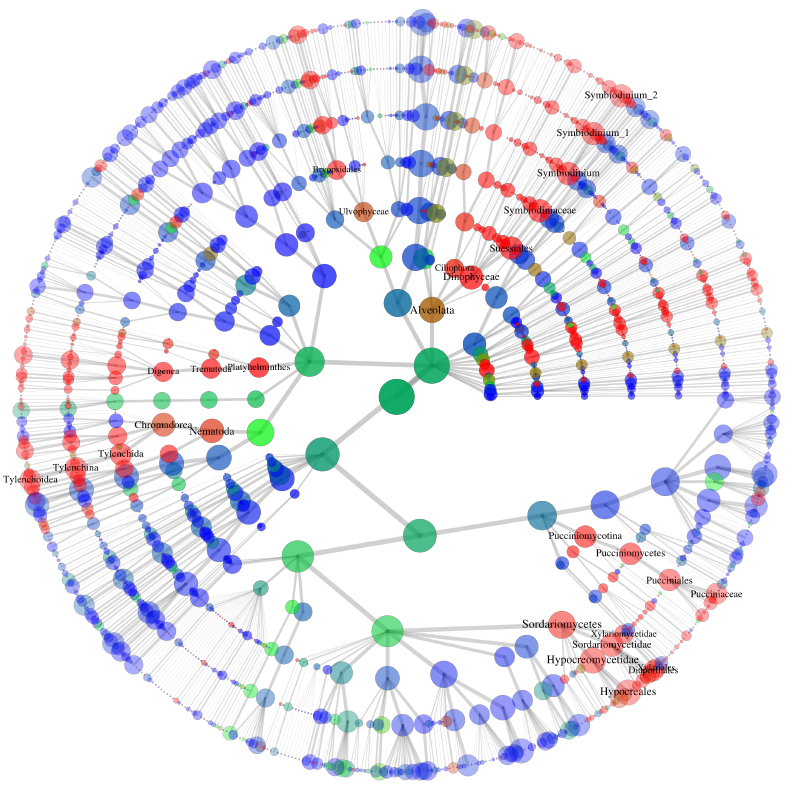 Symbiodinium_2
Symbiodinium_1
Bryopsidales
Symbiodinium
Ulvophyceae
Symbiodiniaceae
Suessiales
Ciliophora
Dinophyceae
Alveolata
Digenea
Trematoda
Platyhelminthes
Chromadorea
Nematoda
Tylenchida
Tylenchina
Tylenchoidea
Pucciniomycotina
Pucciniomycetes
Pucciniales
Pucciniaceae
Sordariomycetes
Xylariomycetidae
Sordariomycetidae
Hypocreomycetidae
Xylariales
Diaporthales
Hypocreales